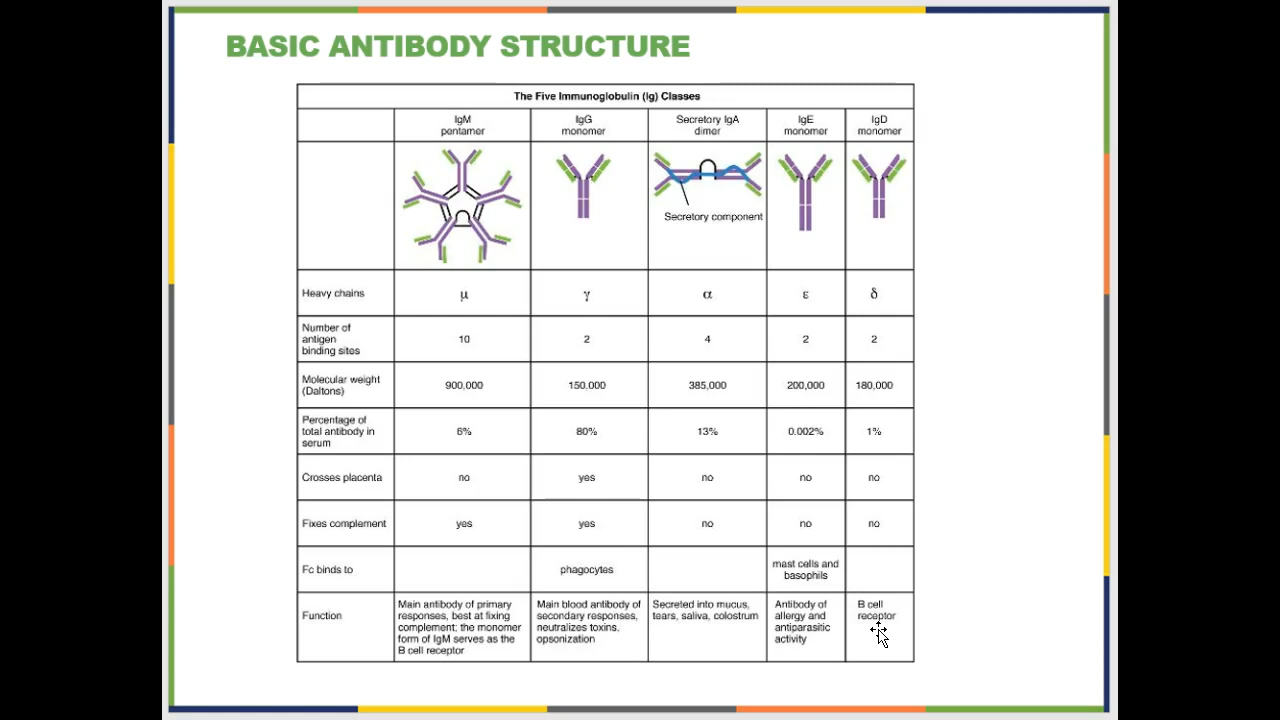 BASIC ANTIBODY STRUCTURE
The Five Immunoglobulin (Ig) Classes
IgM
pentamer
IgG
monomer
Secretory IgA
dimer
IgE
monomer
IgD
monomer
Secretory component
Heavy chains
μ
γ
α
ε
δ
Number of
antigen
binding sites
10
2
4
2
2
Molecular weight
(Daltons)
900,000
150,000
385,000
200,000
180,000
Percentage of
total antibody in
serum
6%
80%
13%
0.002%
1%
Crosses placenta
no
yes
no
no
no
Fixes complement
yes
yes
no
no
no
Fc binds to
phagocytes
mast cells and
basophils
Function
Main antibody of primary
responses, best at fixing
complement; the monomer
form of IgM serves as the
B cell receptor
Main blood antibody of
secondary responses,
neutralizes toxins,
opsonization
Secreted into mucus,
tears, saliva, colostrum
Antibody of
allergy and
antiparasitic
activity
B cell
receptor